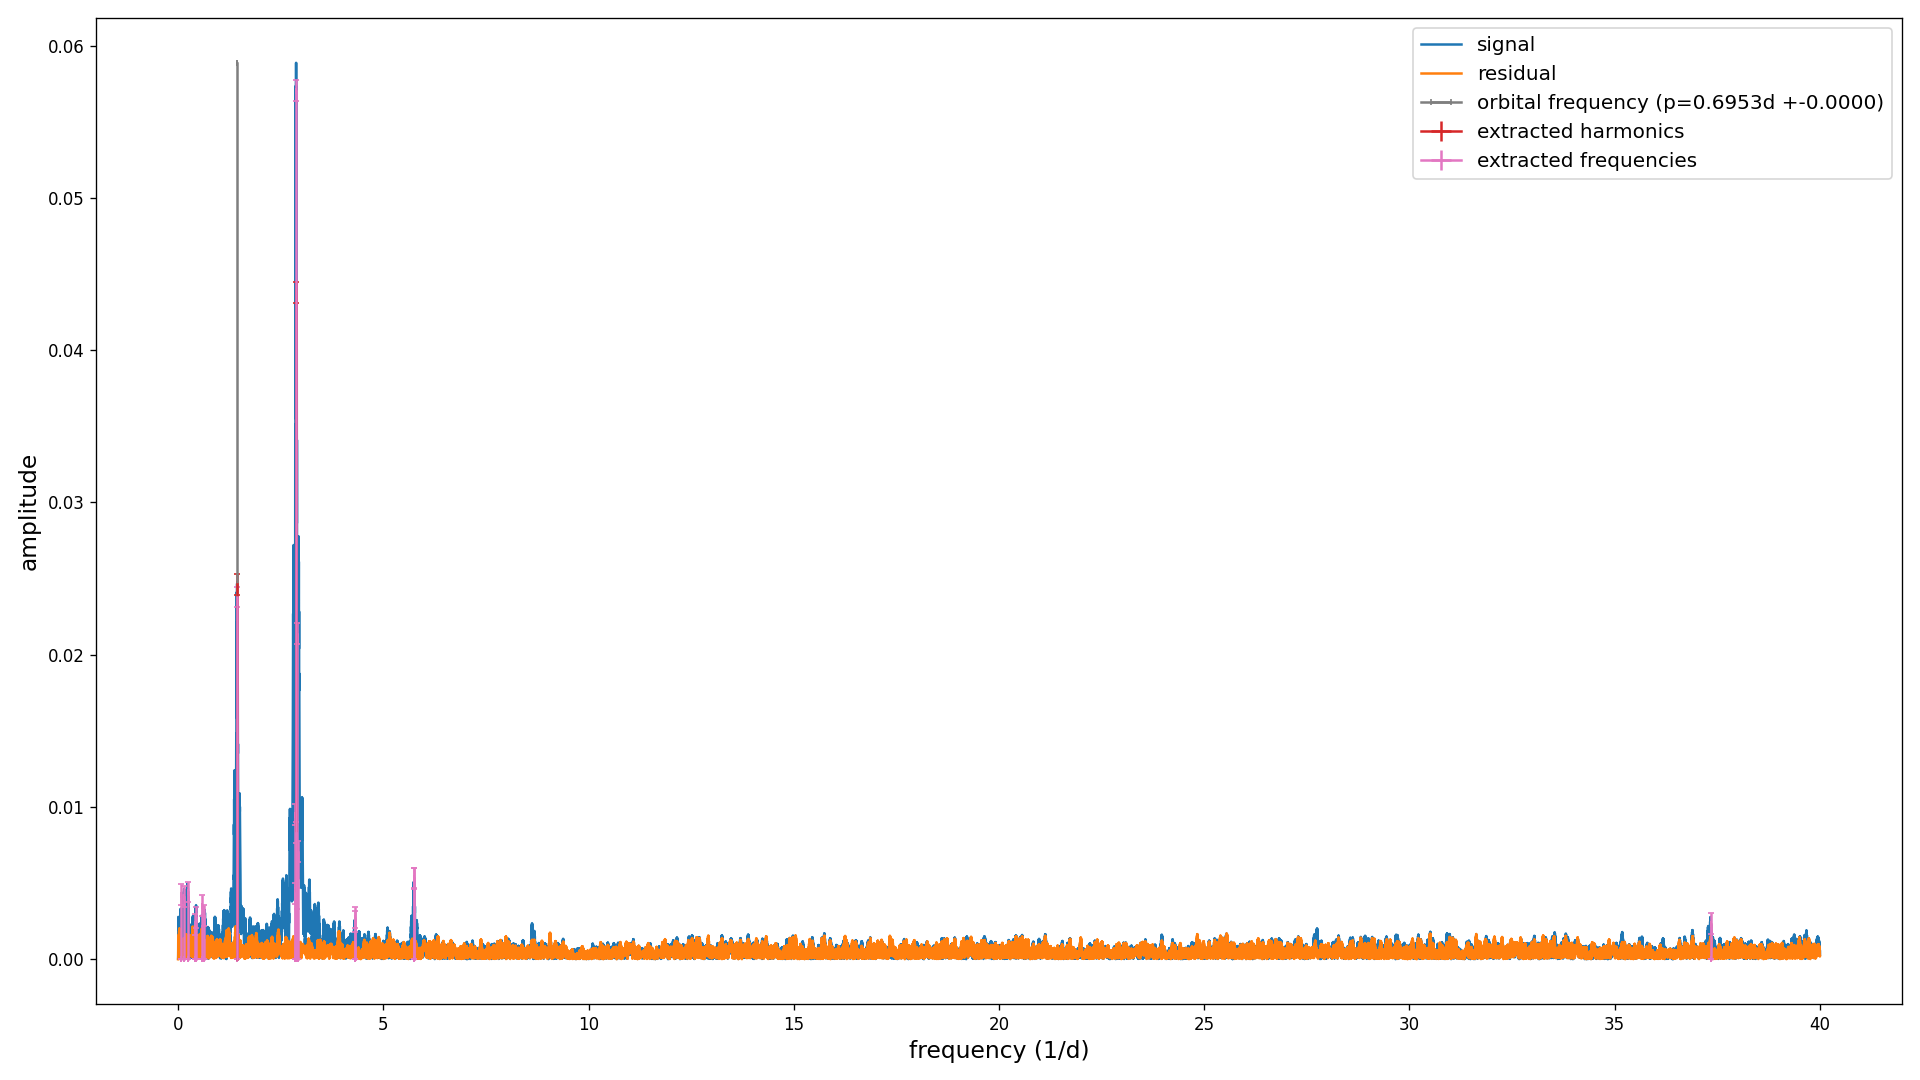 signal
residual
orbital frequency (p=0.6953d +-0.0000)
extracted harmonics
extracted frequencies
amplitude
0.06
0.05
0.04
0.03
0.02
0.01
0.00
0 5 10 15 20 25 30 35 40
frequency (1/d)